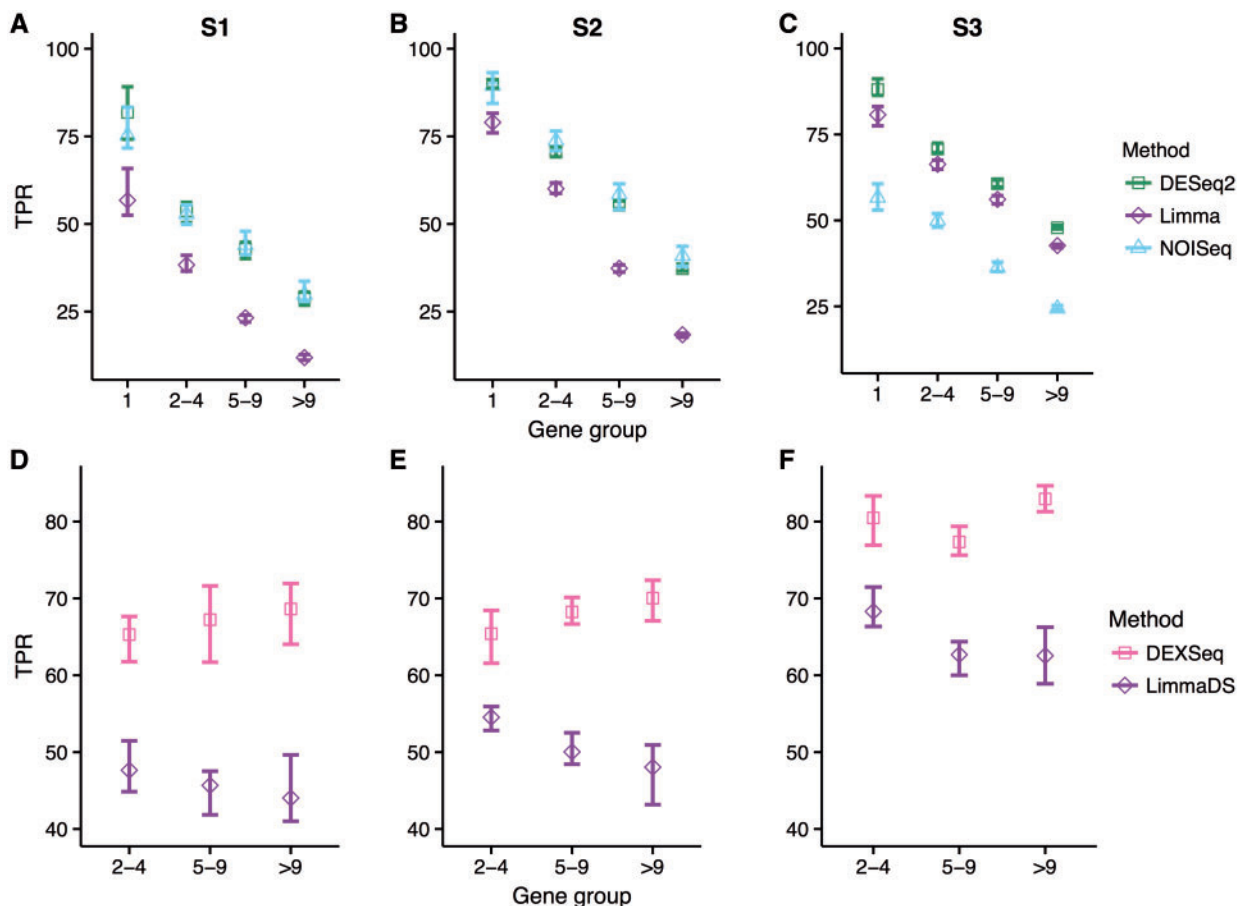 A S1
B S2
C S3
TPR
100
75
50
25
1 2–4 5–9 >9
100
75
50
25
1 2–4 5–9 >9
Gene group
100
75
50
25
1 2–4 5–9 >9
Method
DESeq2
Limma
NOISeq
D
E
F
TPR
80
70
60
50
40
2–4 5–9 >9
80
70
60
50
40
2–4 5–9 >9
Gene group
80
70
60
50
40
2–4 5–9 >9
Method
DEXSeq
LimmaDS